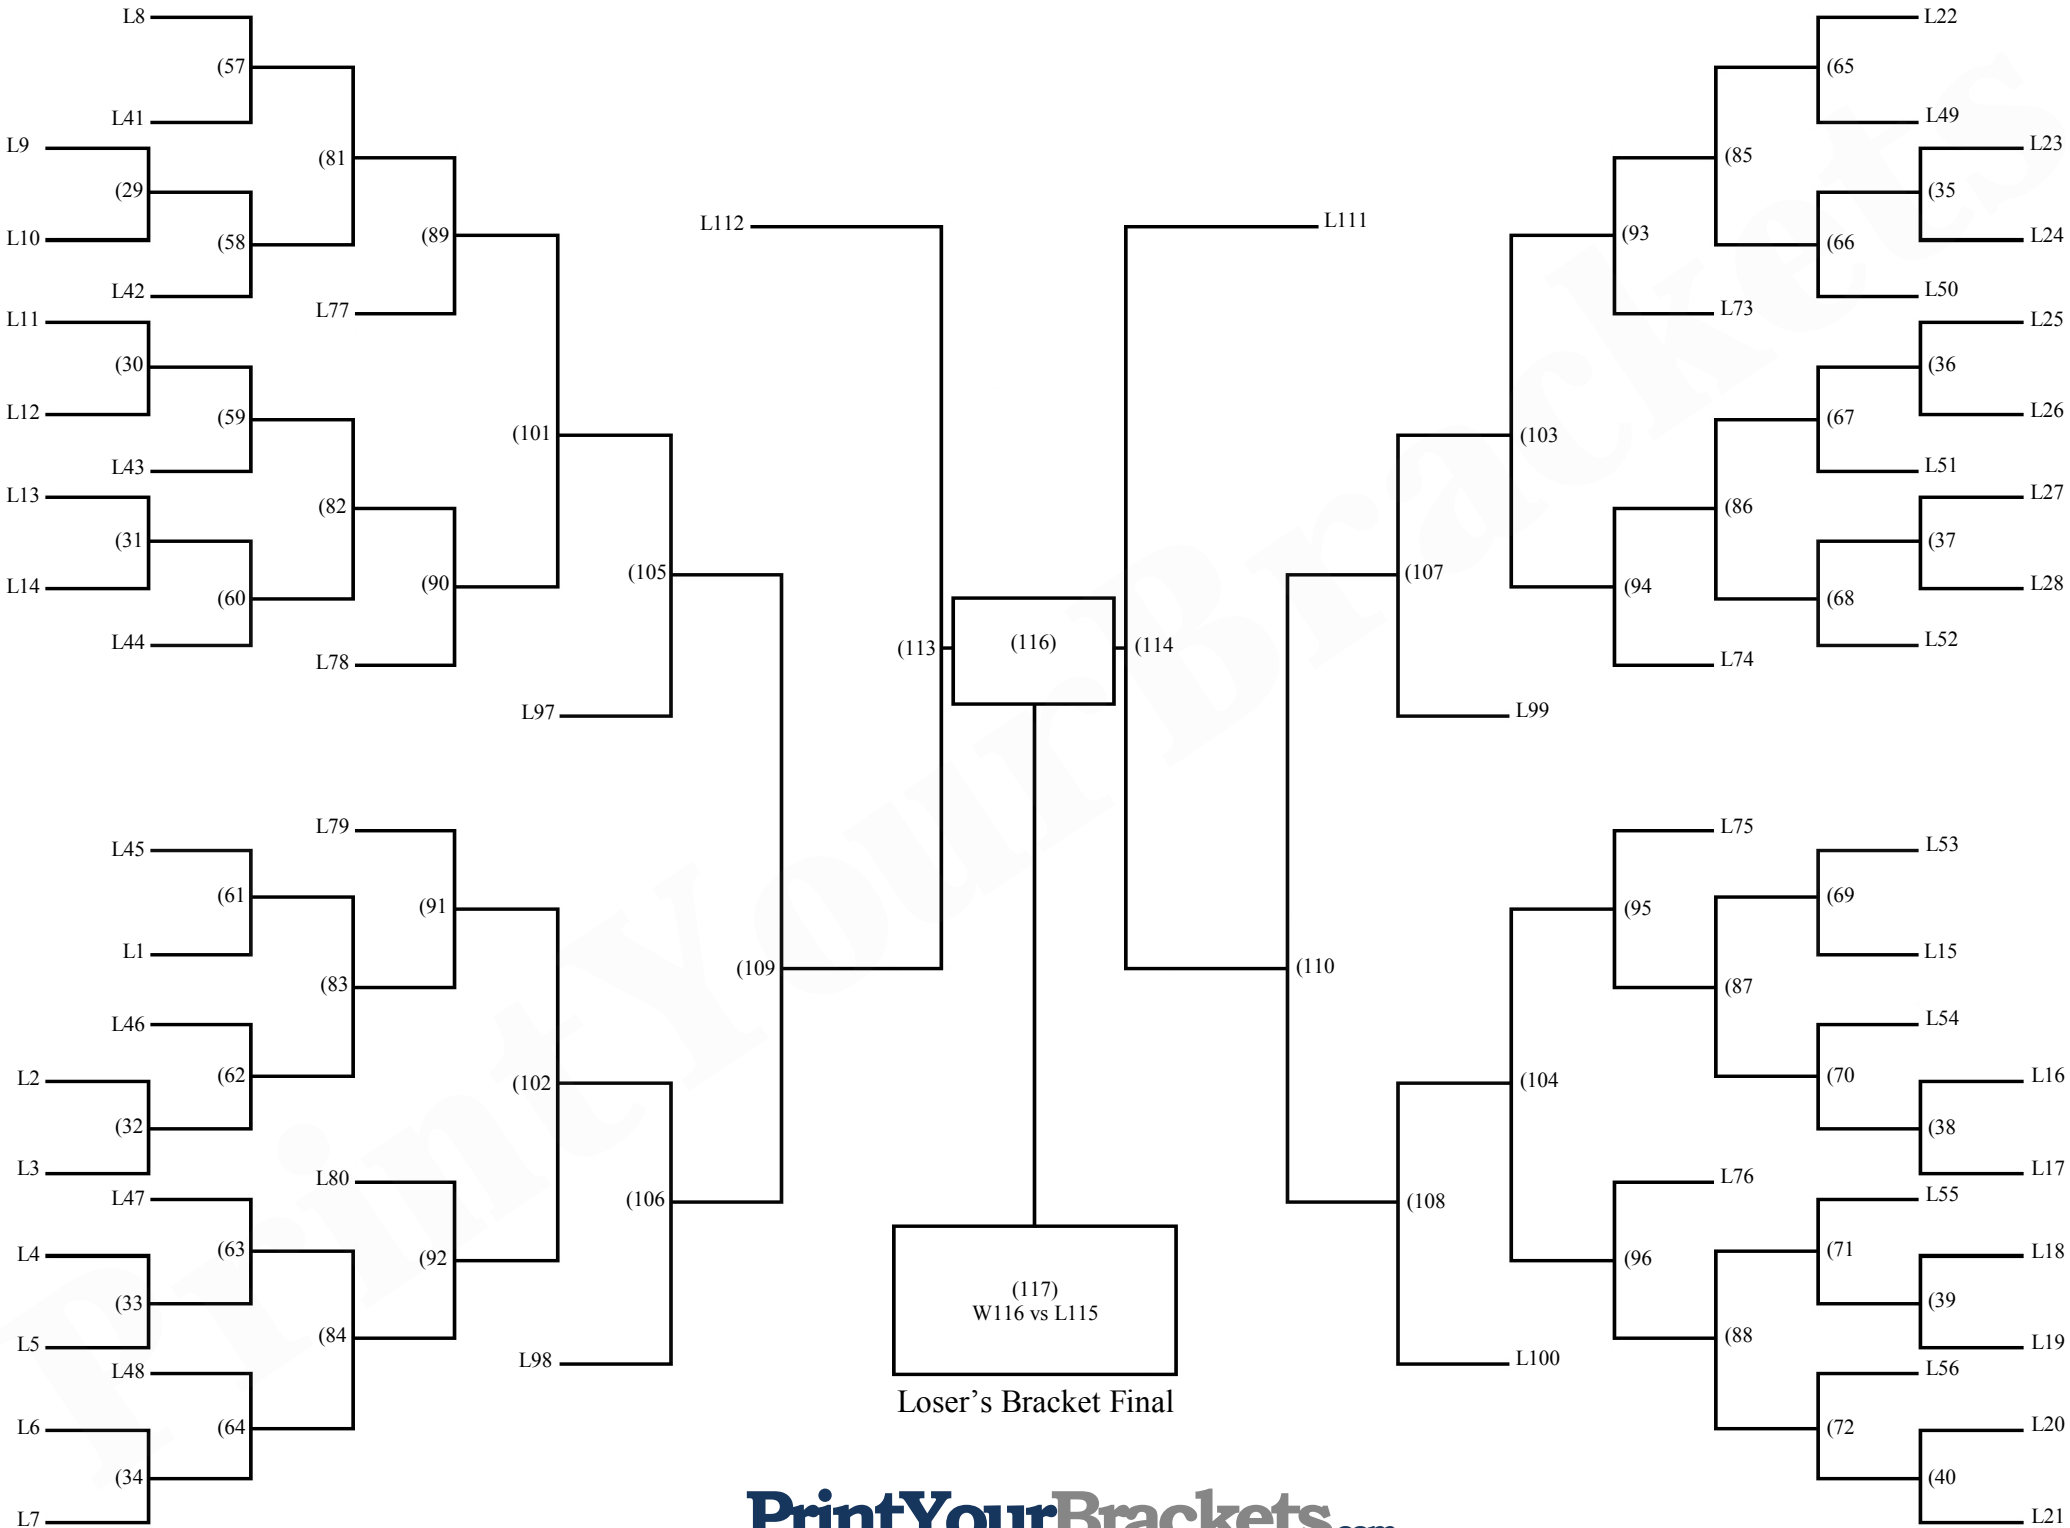 L8
(57
L41
L9
(29
L10
(58
L42
(81
(89
L77
L11
(30
L12
(59
L43
L13
(31
L14
(60
L44
(82
(90
L78
(101
(105
L97
L79
L45
(61
L1
(91
(83
L46
L2
(62
(32
L3
(102
L80
L47
L4
(63
(33
L5
(92
(84
L48
L6
(64
(34
L7
(106
L98
(109
L112
(113
(116)
(114
L111
(117)
W116 vs L115
Loser’s Bracket Final
L22
(65
L49
L23
(35
L24
(66
L50
(85
(93
L73
L25
(36
L26
(67
L51
L27
(37
L28
(68
L52
(86
(94
L74
(103
(107
L99
(110
L75
L53
(69
L15
(95
(87
L54
L16
(70
(38
L17
(104
L76
L55
L18
(71
(39
L19
(96
(88
L56
L20
(72
(40
L21
(108
L100
PrintYourBrackets
PrintYourBrackets.com